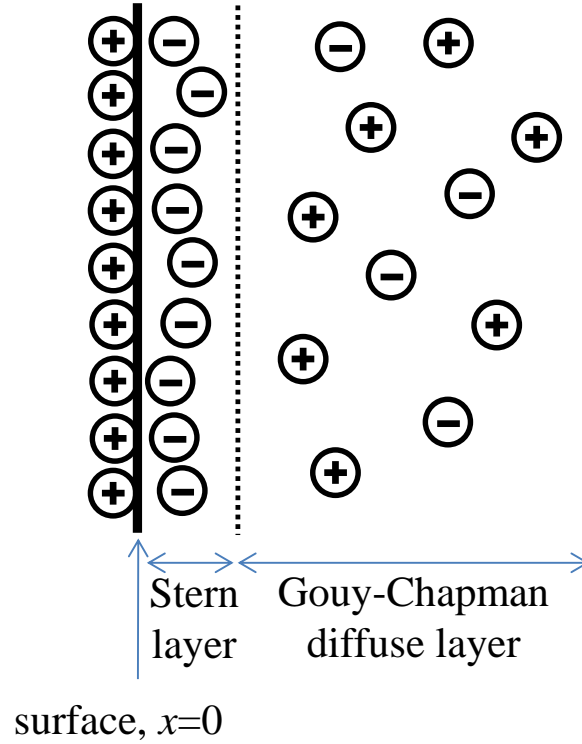 Stern
layer
Gouy-Chapman
diffuse layer
surface, x=0